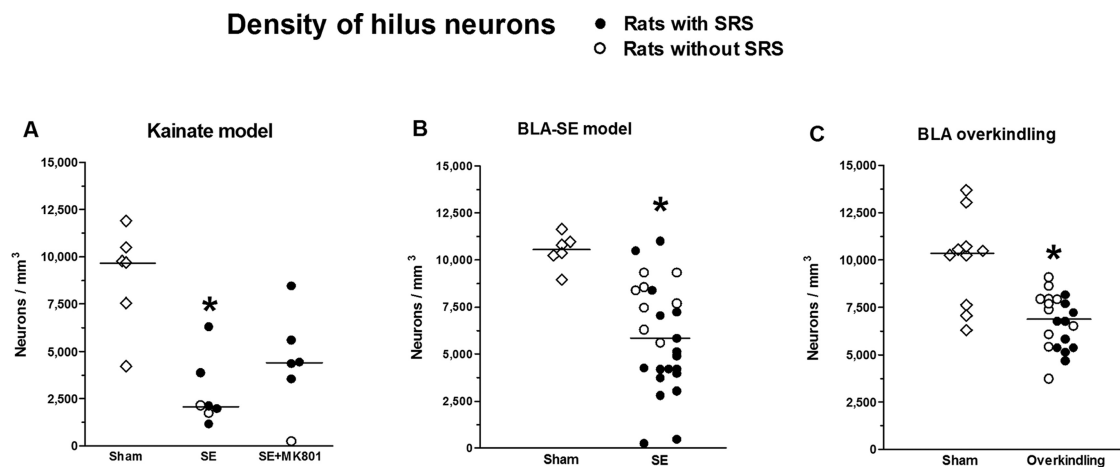 Density of hilus neurons
Rats with SRS
Rats without SRS
A
Kainate model
Neurons / mm³
15,000
12,500
10,000
7,500
5,000
2,500
0
*
Sham
SE
SE+MK801
B
BLA-SE model
Neurons / mm³
15,000
12,500
10,000
7,500
5,000
2,500
0
*
Sham
SE
C
BLA overkindling
Neurons / mm³
15,000
12,500
10,000
7,500
5,000
2,500
0
*
Sham
Overkindling